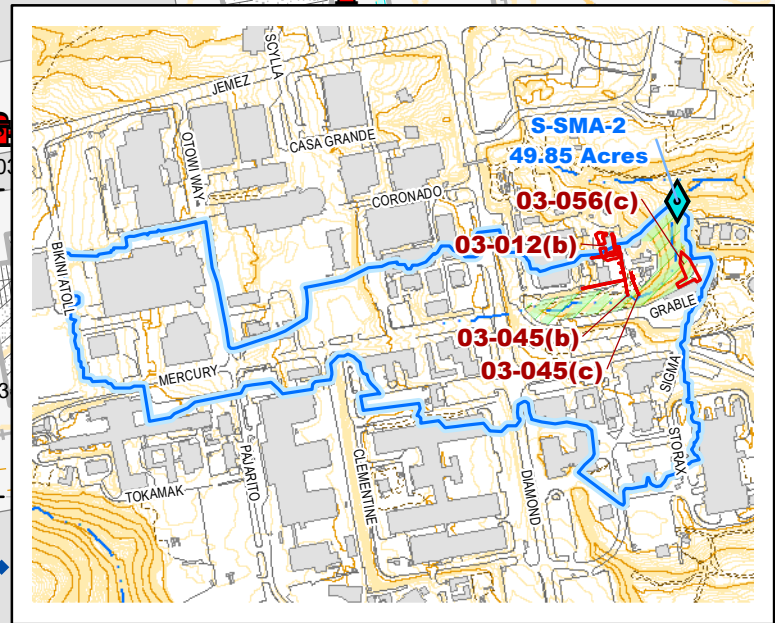 SCYLLA
JEMEZ
OTOWI WAY
CASA GRANDE
S-SMA-2
49.85 Acres
CORONADO
03-056(c)
03-012(b)
BIKINI ATOLL
GRABLE
03-045(b)
MERCURY
03-045(c)
SIGMA
STORAX
PAJARITO
CLEMENTINE
DIAMOND
TOKAMAK